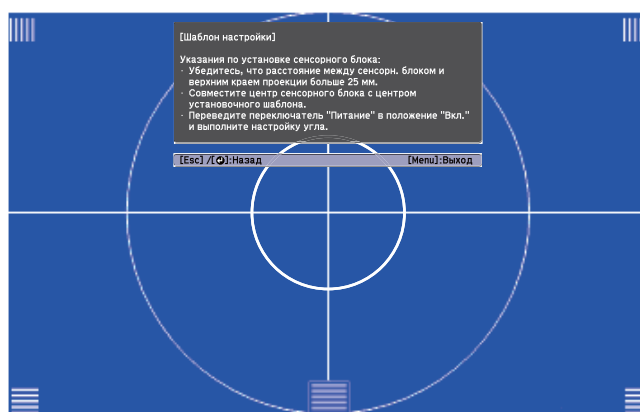 [Шаблон настройки]
Указания по установке сенсорного блока:
· Убедитесь, что расстояние между сенсорн. блоком и
верхним краем проекции больше 25 мм.
· Совместите центр сенсорного блока с центром
установочного шаблона.
· Переведите переключатель "Питание" в положение "Вкл."
и выполните настройку угла.
[Esc] /[⮐]:Назад [Menu]:Выход